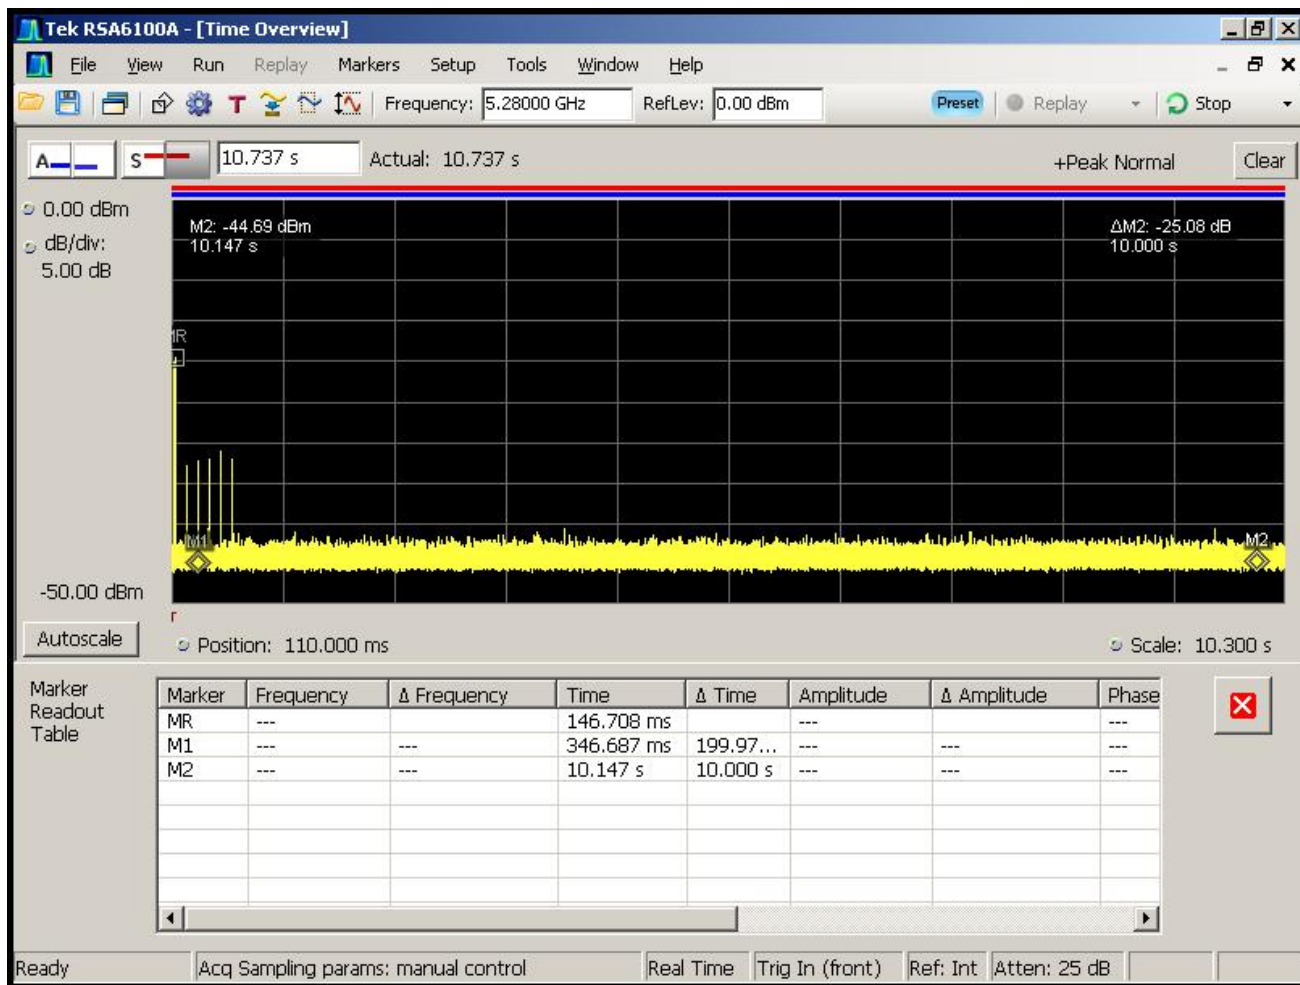 Tek RSA6100A - [Time Overview]
File View Run Replay Markers Setup Tools Window Help
T Frequency: 5.28000 GHz RefLev: 0.00 dBm Preset Replay Stop
A S 10.737 s Actual: 10.737 s +Peak Normal Clear
0.00 dBm
dB/div:
5.00 dB
M2: -44.69 dBm
10.147 s
ΔM2: -25.08 dB
10.000 s
MR
M1 M2
-50.00 dBm
r
Autoscale Position: 110.000 ms Scale: 10.300 s
Marker
Readout
Table
Marker Frequency Δ Frequency Time Δ Time Amplitude Δ Amplitude Phase
MR --- 146.708 ms --- ---
M1 --- --- 346.687 ms 199.97... --- --- ---
M2 --- --- 10.147 s 10.000 s --- --- ---
Ready Acq Sampling params: manual control Real Time Trig In (front) Ref: Int Atten: 25 dB